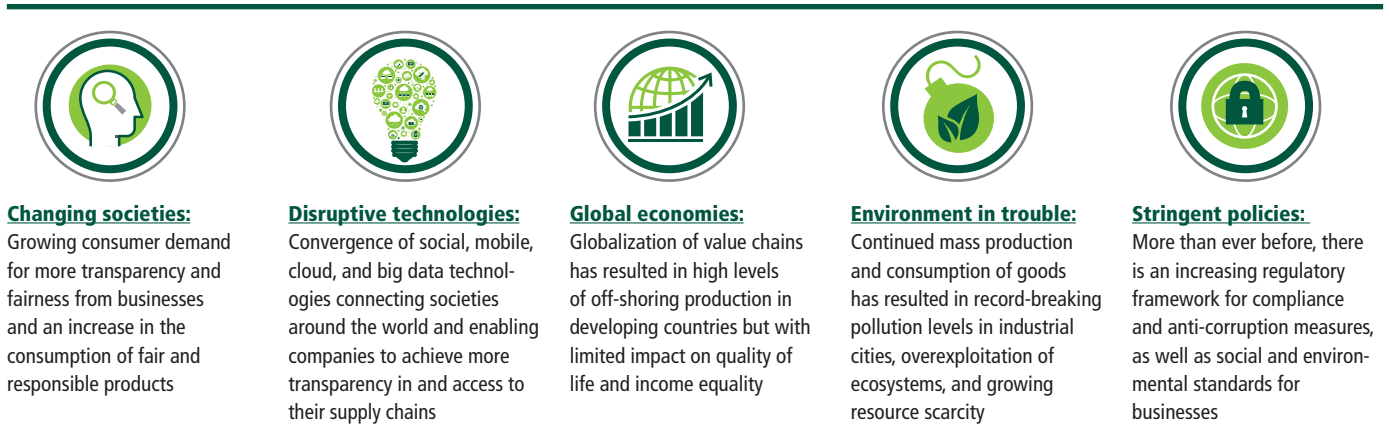 Changing societies:
Growing consumer demand
for more transparency and
fairness from businesses
and an increase in the
consumption of fair and
responsible products
Disruptive technologies:
Convergence of social, mobile,
cloud, and big data technol-
ogies connecting societies
around the world and enabling
companies to achieve more
transparency in and access to
their supply chains
Global economies:
Globalization of value chains
has resulted in high levels
of off-shoring production in
developing countries but with
limited impact on quality of
life and income equality
Environment in trouble:
Continued mass production
and consumption of goods
has resulted in record-breaking
pollution levels in industrial
cities, overexploitation of
ecosystems, and growing
resource scarcity
Stringent policies:
More than ever before, there
is an increasing regulatory
framework for compliance
and anti-corruption measures,
as well as social and environ-
mental standards for
businesses